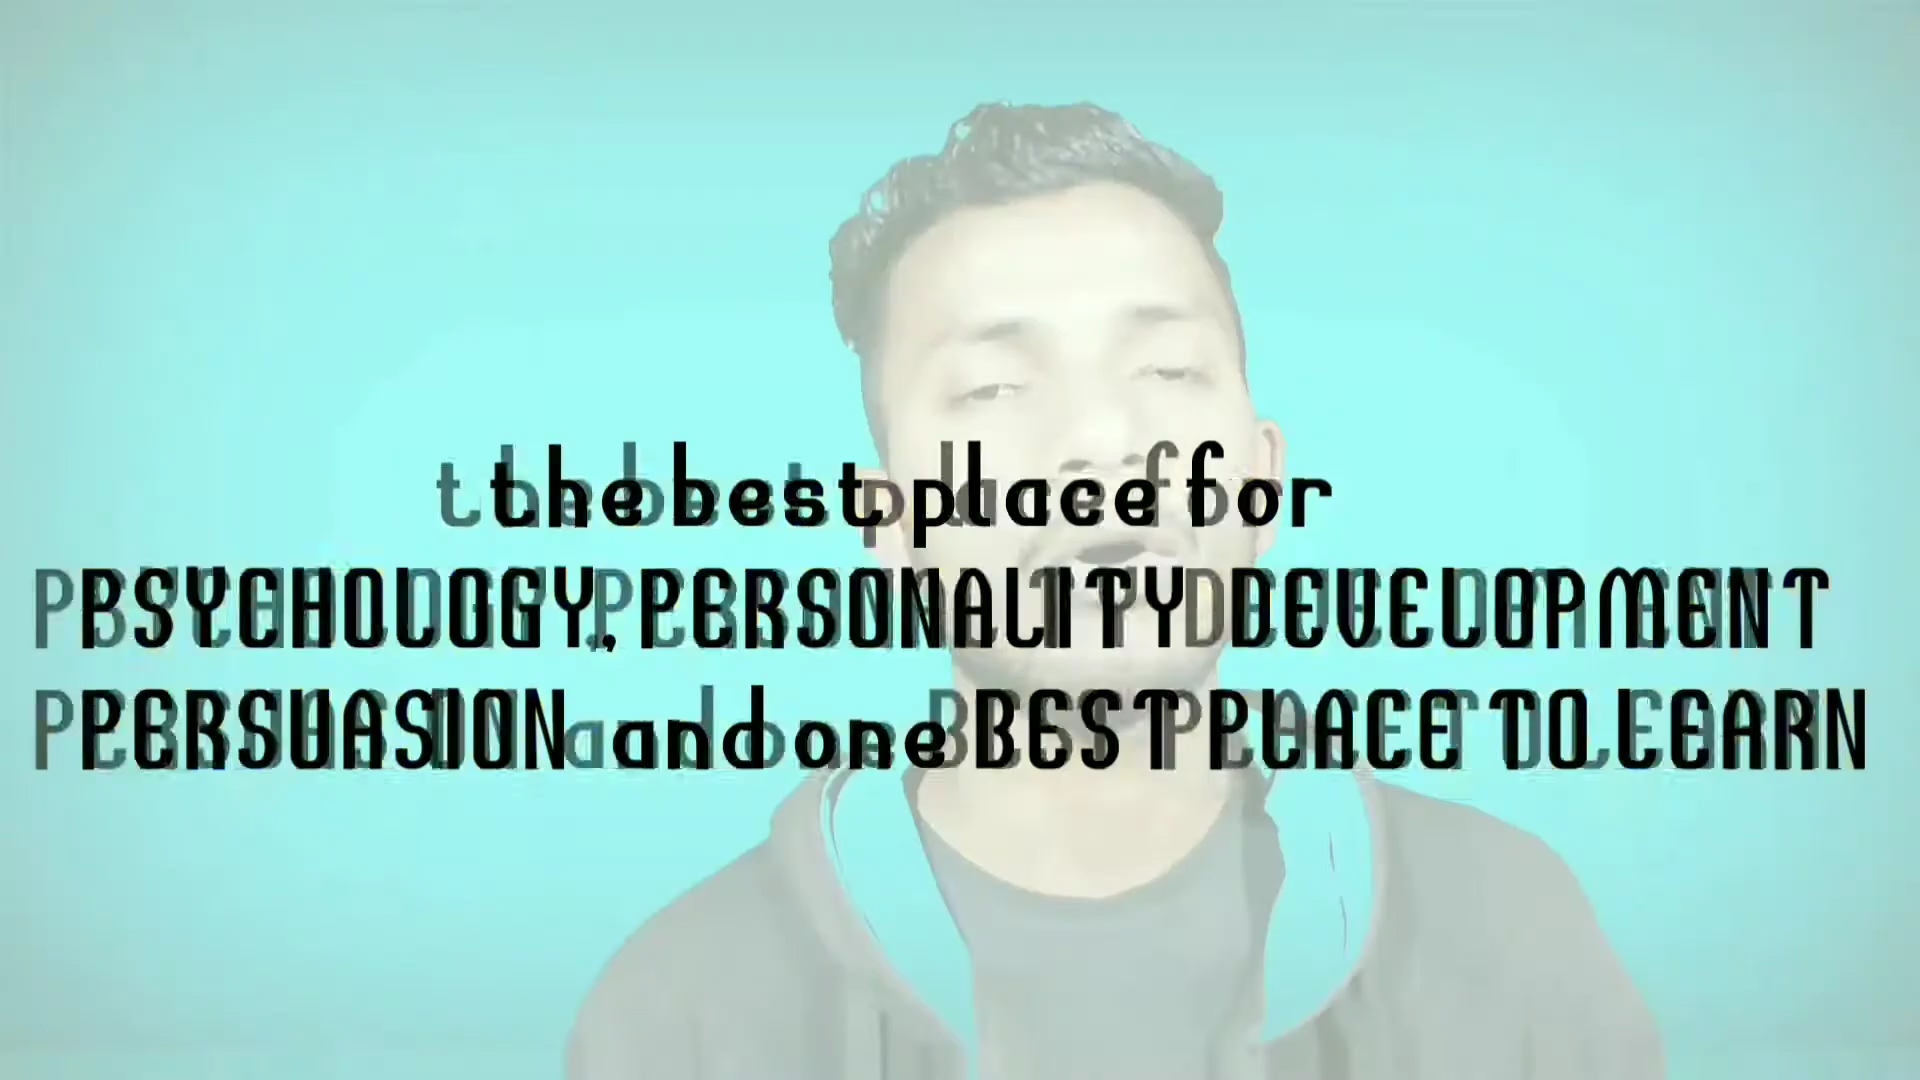 the best place for
PSYCHOLOGY, PERSONALITY DEVELOPMENT
PERSUASION and one BEST PLACE TO LEARN